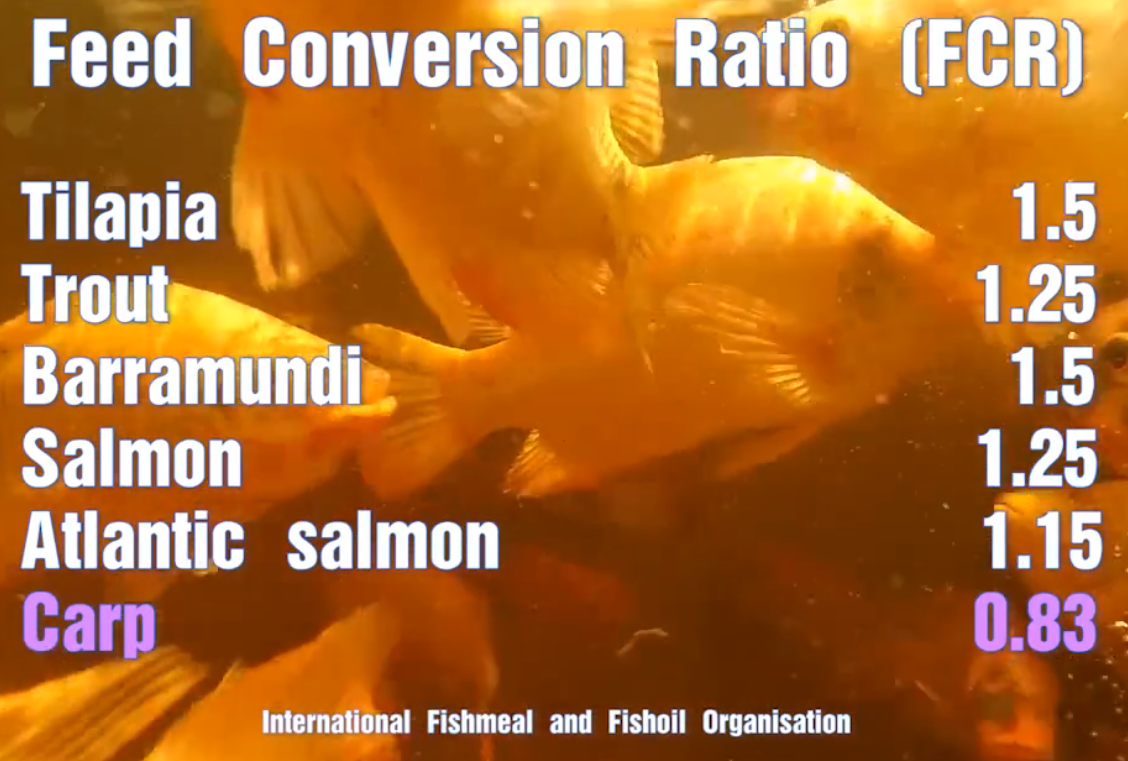 Feed Conversion Ratio (FCR)
Tilapia 1.5
Trout 1.25
Barramundi 1.5
Salmon 1.25
Atlantic salmon 1.15
Carp 0.83
International Fishmeal and Fishoil Organisation